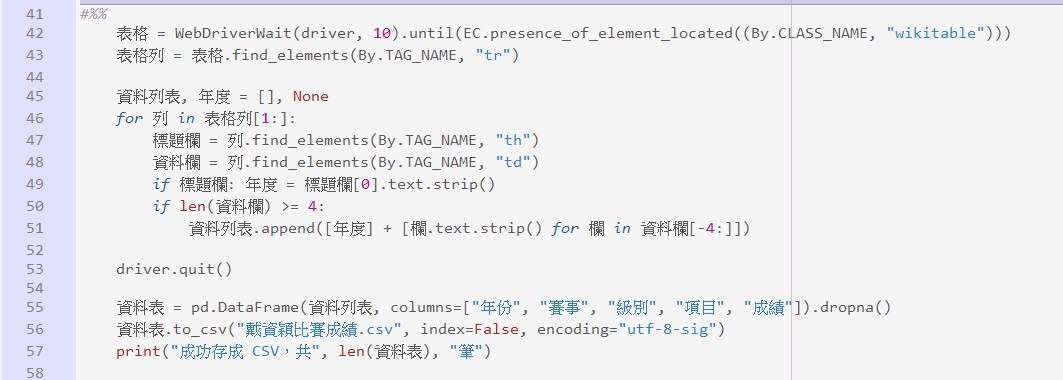 41 #%%
42 表格 = WebDriverWait(driver, 10).until(EC.presence_of_element_located((By.CLASS_NAME, "wikitable")))
43 表格列 = 表格.find_elements(By.TAG_NAME, "tr")
44
45 資料列表, 年度 = [], None
46 for 列 in 表格列[1:]:
47 標題欄 = 列.find_elements(By.TAG_NAME, "th")
48 資料欄 = 列.find_elements(By.TAG_NAME, "td")
49 if 標題欄: 年度 = 標題欄[0].text.strip()
50 if len(資料欄) >= 4:
51 資料列表.append([年度] + [欄.text.strip() for 欄 in 資料欄[-4:]])
52
53 driver.quit()
54
55 資料表 = pd.DataFrame(資料列表, columns=["年份", "賽事", "級別", "項目", "成績"]).dropna()
56 資料表.to_csv("戴資穎比賽成績.csv", index=False, encoding="utf-8-sig")
57 print("成功存成 CSV，共", len(資料表), "筆")
58